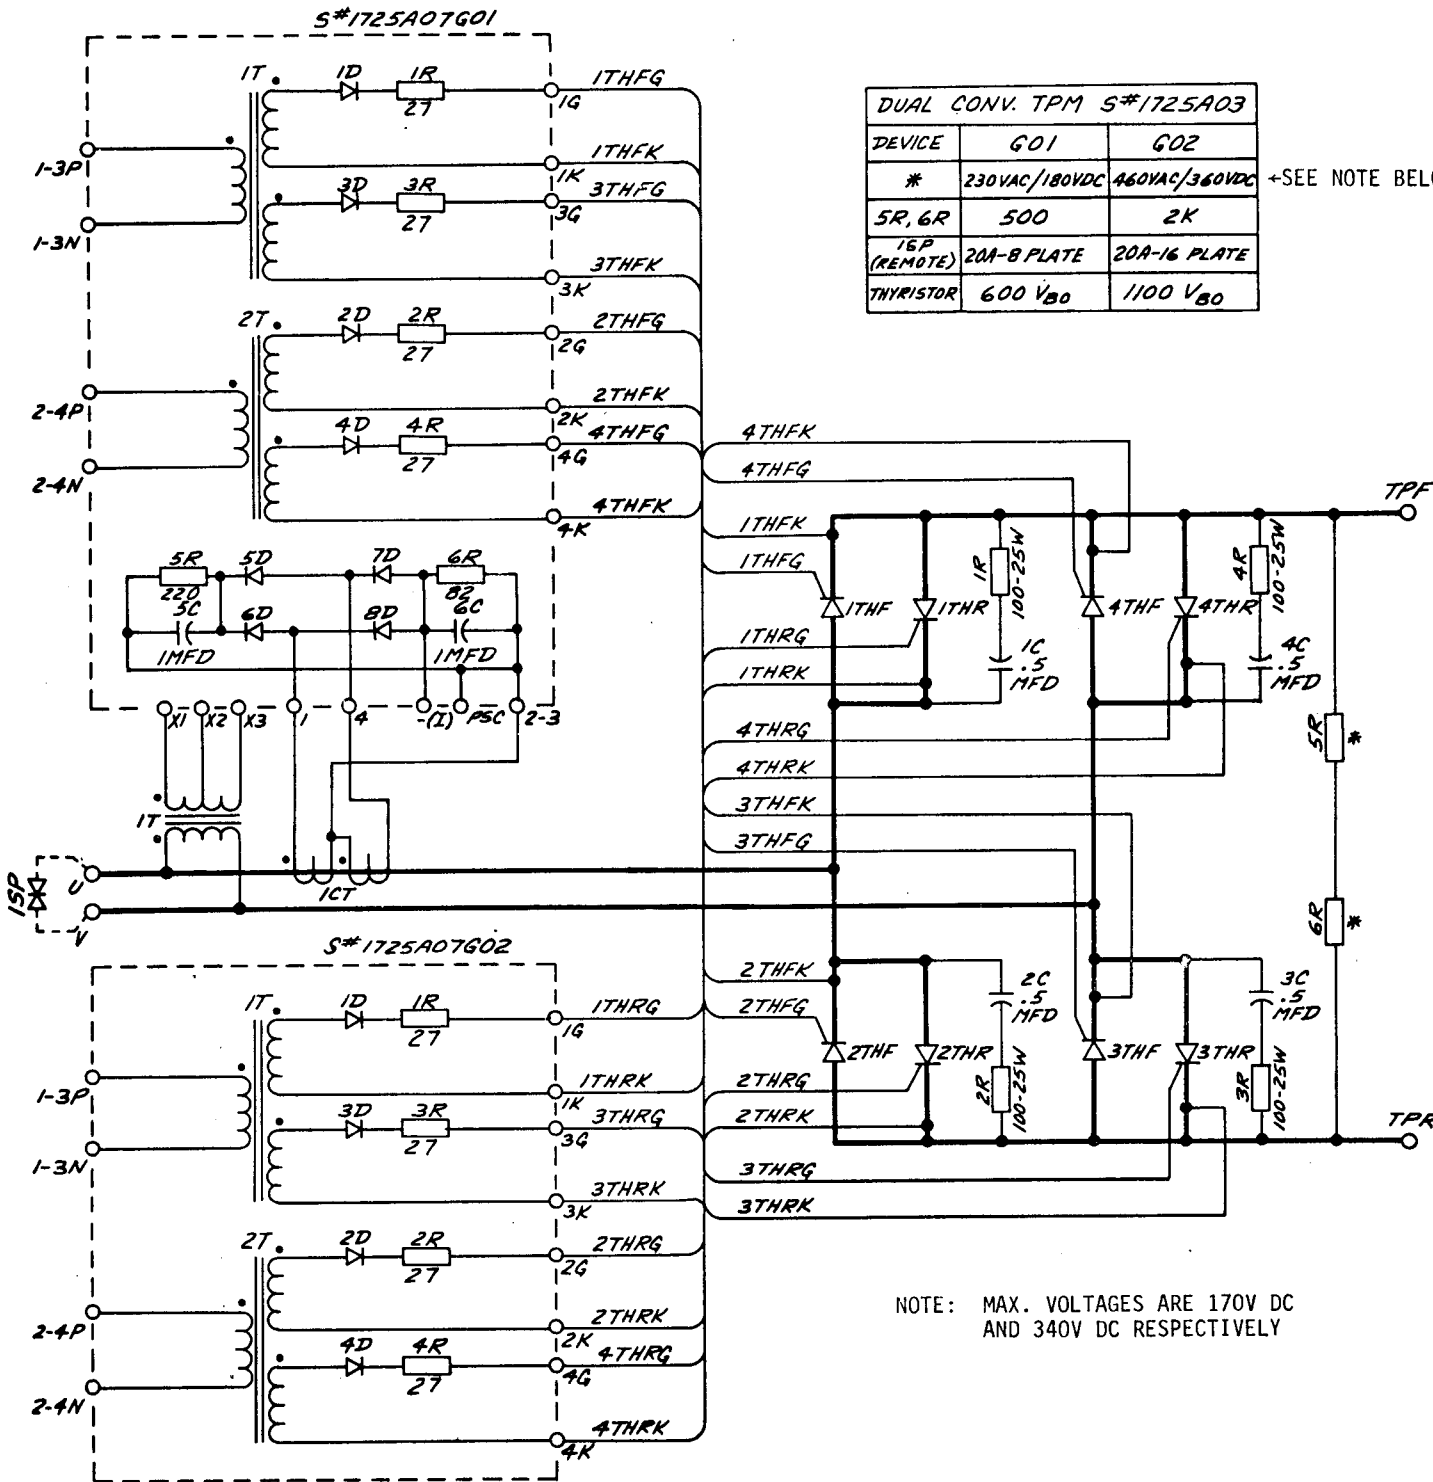 S#1725A07G01
1T
1D
1R
27
1G
1THFG
1-3P
1K
1THFK
3D
3R
27
3G
3THFG
1-3N
3K
3THFK
2T
2D
2R
27
2G
2THFG
2-4P
2K
2THFK
4D
4R
27
4G
4THFG
2-4N
4K
4THFK
5R
220
5D
7D
6R
82
5C
1MFD
6D
8D
6C
1MFD
X1
X2
X3
1
4
-(I)
PSC
2-3
1T
1CT
1SP
U
V
DUAL CONV. TPM S#1725A03
DEVICE G01 G02
* 230VAC/180VDC 460VAC/360VDC ←SEE NOTE BELO
5R, 6R 500 2K
1SP (REMOTE) 20A-8 PLATE 20A-16 PLATE
THYRISTOR 600 VBO 1100 VBO
4THFK
4THFG
TPF
1THFK
1THFG
1THF
1THR
1R
100-25W
1C
.5
MFD
4THF
4THR
4R
100-25W
4C
.5
MFD
1THRG
1THRK
4THRG
4THRK
3THFK
3THFG
5R
*
6R
*
2THFK
2THFG
2THF
2THR
2C
.5
MFD
2R
100-25W
3THF
3THR
3C
.5
MFD
3R
100-25W
2THRG
2THRK
3THRG
3THRK
TPR
S#1725A07G02
1T
1D
1R
27
1G
1THRG
1-3P
1K
1THRK
3D
3R
27
3G
3THRG
1-3N
3K
3THRK
2T
2D
2R
27
2G
2THRG
2-4P
2K
2THRK
4D
4R
27
4G
4THRG
2-4N
4K
4THRK
NOTE: MAX. VOLTAGES ARE 170V DC
AND 340V DC RESPECTIVELY